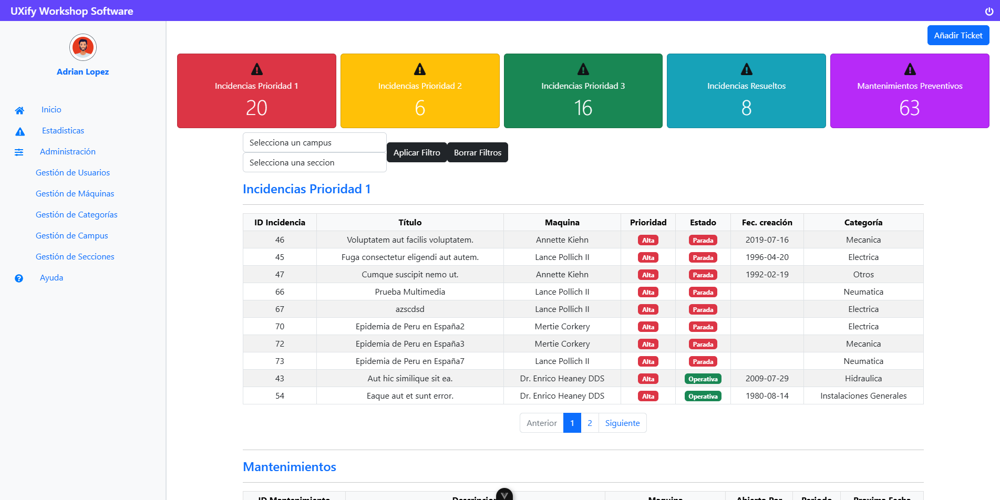 UXify Workshop Software
Añadir Ticket
Adrian Lopez
Inicio
Estadisticas
Administración
Gestión de Usuarios
Gestión de Máquinas
Gestión de Categorías
Gestión de Campus
Gestión de Secciones
Ayuda
Incidencias Prioridad 1
20
Incidencias Prioridad 2
6
Incidencias Prioridad 3
16
Incidencias Resueltos
8
Mantenimientos Preventivos
63
Selecciona un campus
Selecciona una seccion
Aplicar Filtro Borrar Filtros
Incidencias Prioridad 1
ID Incidencia Título Maquina Prioridad Estado Fec. creación Categoría
46 Voluptatem aut facilis voluptatem. Annette Kiehn Alta Parada 2019-07-16 Mecanica
45 Fuga consectetur eligendi aut autem. Lance Pollich II Alta Parada 1996-04-20 Electrica
47 Cumque suscipit nemo ut. Annette Kiehn Alta Parada 1992-02-19 Otros
66 Prueba Multimedia Lance Pollich II Alta Parada Neumatica
67 azscdsd Lance Pollich II Alta Parada Electrica
70 Epidemia de Peru en España2 Mertie Corkery Alta Parada Electrica
72 Epidemia de Peru en España3 Mertie Corkery Alta Parada Mecanica
73 Epidemia de Peru en España7 Lance Pollich II Alta Parada Neumatica
43 Aut hic similique sit ea. Dr. Enrico Heaney DDS Alta Operativa 2009-07-29 Hidraulica
54 Eaque aut et sunt error. Dr. Enrico Heaney DDS Alta Operativa 1980-08-14 Instalaciones Generales
Anterior 1 2 Siguiente
Mantenimientos
ID Mantenimiento Maquina Abierto Por Periodo Proxima Fecha